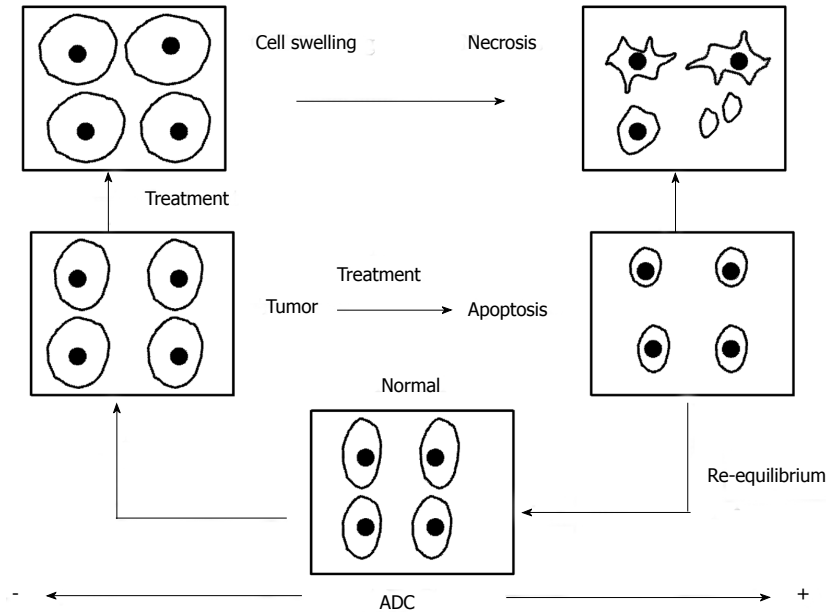 Cell swelling
Necrosis
Treatment
Treatment
Tumor
Apoptosis
Normal
Re-equilibrium
-
ADC
+